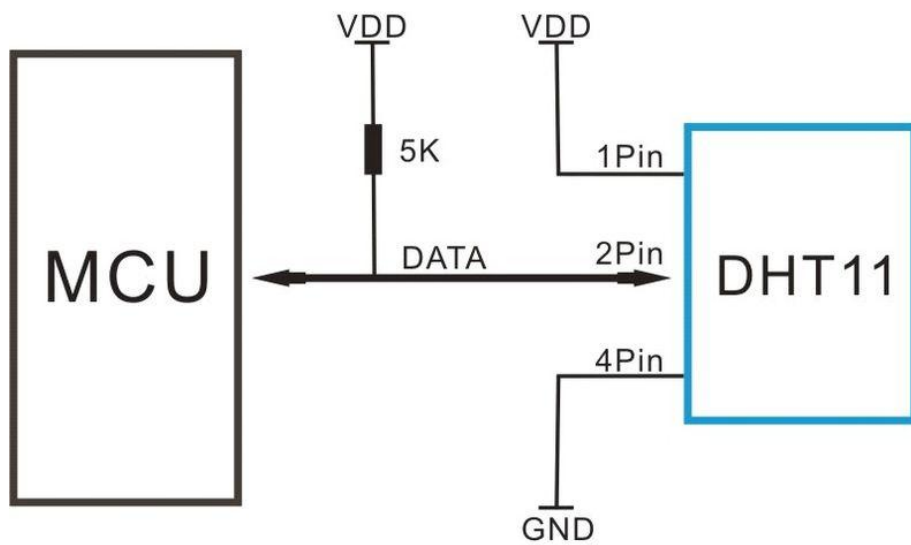 VDD
VDD
5K
1Pin
MCU
DATA
2Pin
DHT11
4Pin
GND